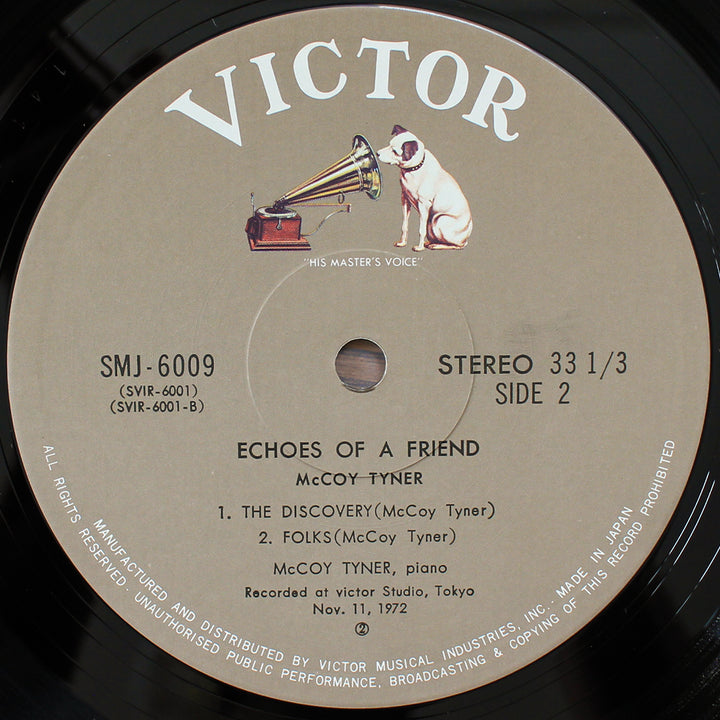 VICTOR
"HIS MASTER'S VOICE"
SMJ-6009
(SVIR-6001)
(SVIR-6001-B)
STEREO 33 1/3
SIDE 2
ECHOES OF A FRIEND
McCOY TYNER
1. THE DISCOVERY(McCoy Tyner)
2. FOLKS(McCoy Tyner)
McCOY TYNER, piano
Recorded at victor Studio, Tokyo
Nov. 11, 1972
②
MANUFACTURED AND DISTRIBUTED BY VICTOR MUSICAL INDUSTRIES, INC.· MADE IN JAPAN
ALL RIGHTS RESERVED· UNAUTHORISED PUBLIC PERFORMANCE, BROADCASTING & COPYING OF THIS RECORD PROHIBITED